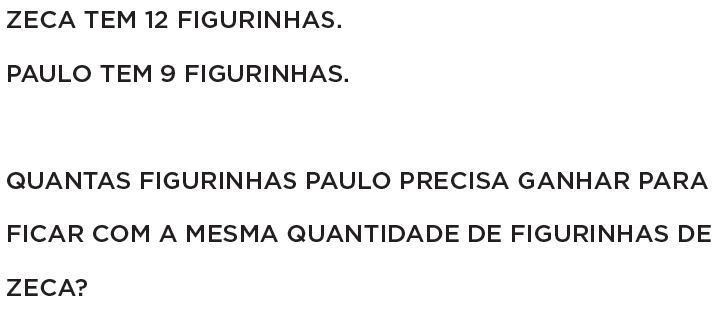 ZECA TEM 12 FIGURINHAS.
PAULO TEM 9 FIGURINHAS.
QUANTAS FIGURINHAS PAULO PRECISA GANHAR PARA
FICAR COM A MESMA QUANTIDADE DE FIGURINHAS DE
ZECA?